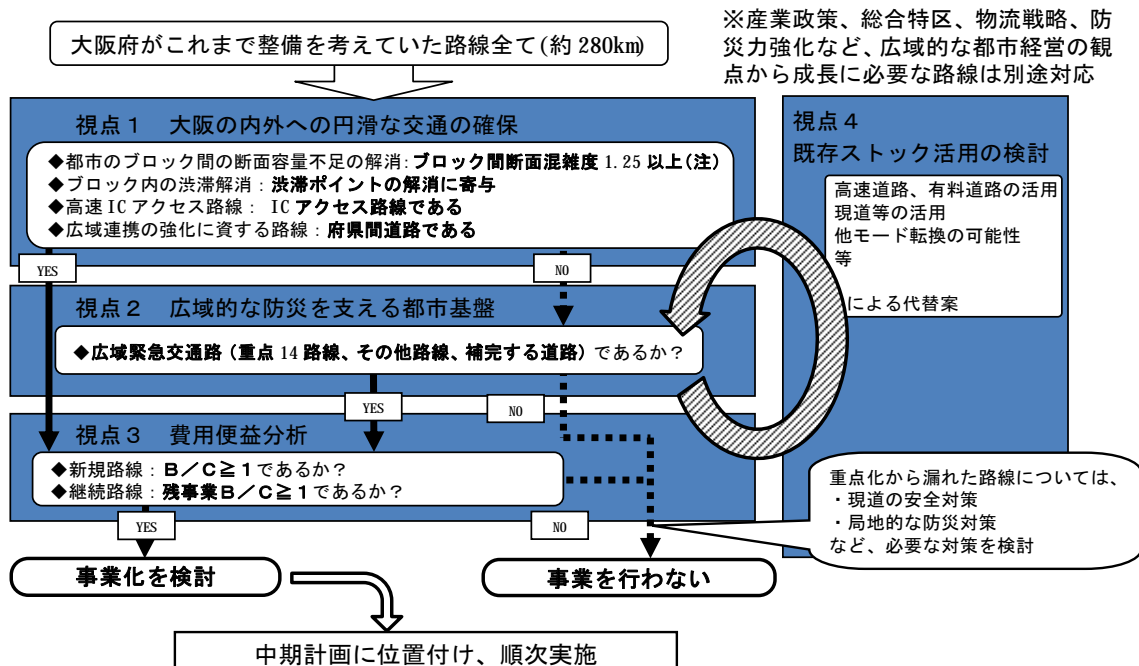 大阪府がこれまで整備を考えていた路線全て(約280km)
※産業政策、総合特区、物流戦略、防
災力強化など、広域的な都市経営の観
点から成長に必要な路線は別途対応
視点1 大阪の内外への円滑な交通の確保
◆都市のブロック間の断面容量不足の解消:ブロック間断面混雑度1.25以上(注)
◆ブロック内の渋滞解消:渋滞ポイントの解消に寄与
◆高速ICアクセス路線: ICアクセス路線である
◆広域連携の強化に資する路線:府県間道路である
YES
NO
視点2 広域的な防災を支える都市基盤
◆広域緊急交通路(重点14路線、その他路線、補完する道路)であるか?
YES
NO
視点3 費用便益分析
◆新規路線:B/C≧1であるか?
◆継続路線:残事業B/C≧1であるか?
YES
NO
視点4
既存ストック活用の検討
高速道路、有料道路の活用
現道等の活用
他モード転換の可能性
等
による代替案
重点化から漏れた路線については、
・現道の安全対策
・局地的な防災対策
など、必要な対策を検討
事業化を検討
事業を行わない
中期計画に位置付け、順次実施